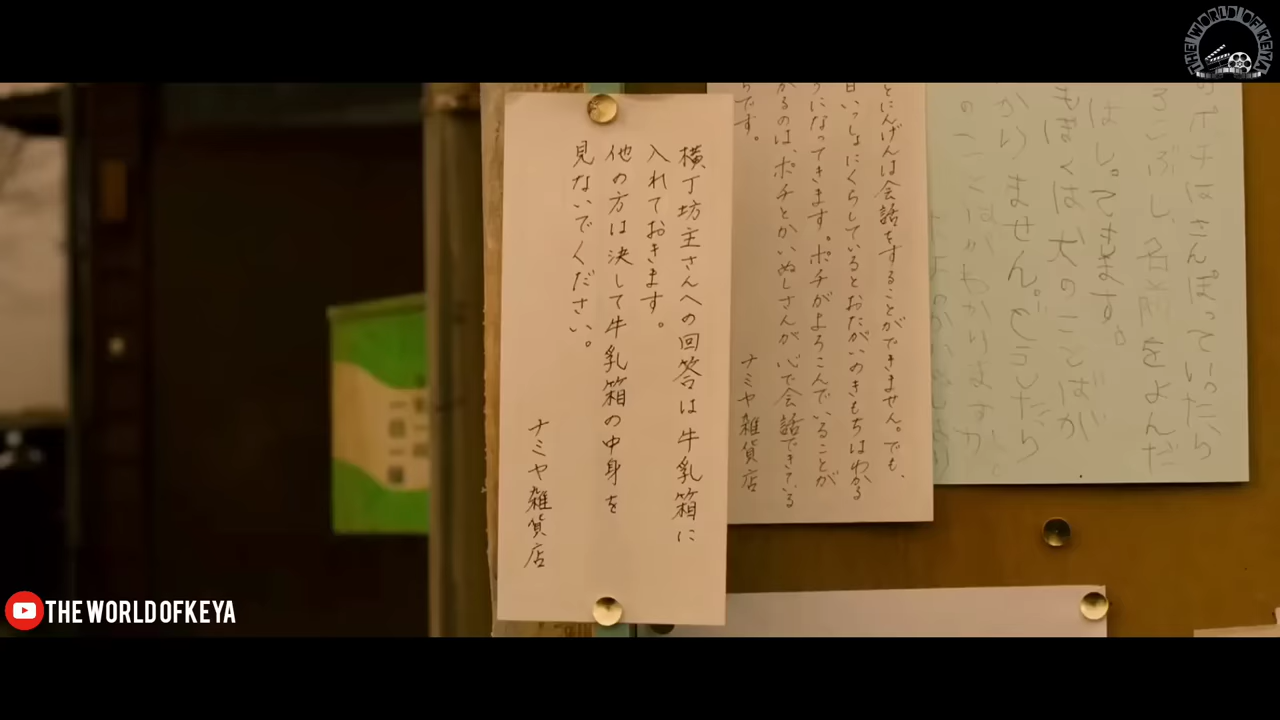 横丁坊主さんへの回答は牛乳箱に
入れておきます。
他の方は決して牛乳箱の中身を
見ないでください。
ナミヤ雑貨店
とにんげんは会話をすることができません。でも、
日いっしょにくらしているとおたがいのきもちはわかる
うになってきます。ポチがよろこんでいることが
かるのは、ポチとかいぬしさんが心で会話できている
らです。
ナミヤ雑貨店
ポチはさんぽっていったら
ろこぶし、名前をよんだ
はしってきます。
もぼくは犬のことばが
かりません。どうしたら
のことばがわかりますか
THE WORLD OF KEYA
THE WORLD OF KEYA